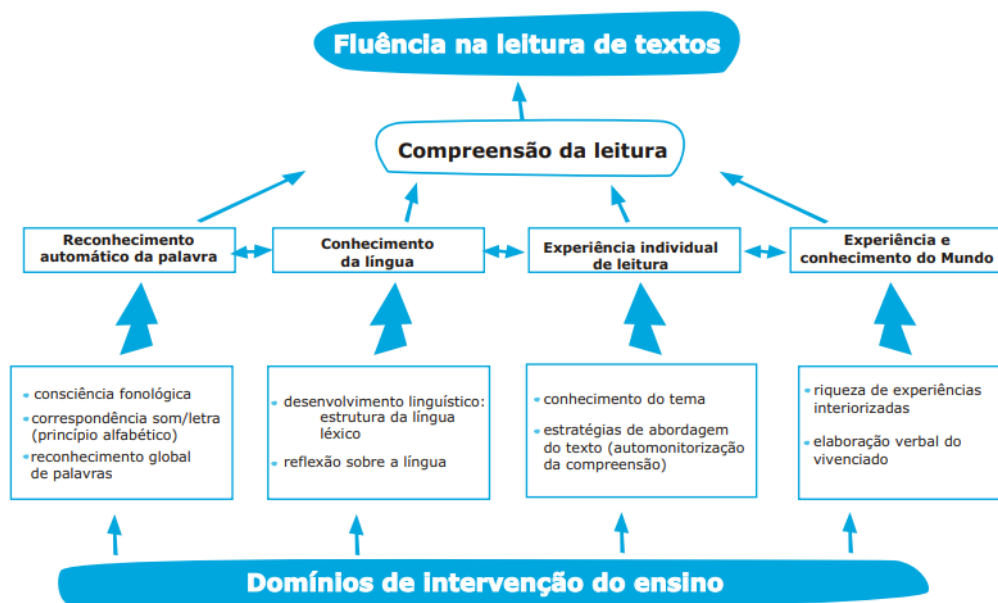 Fluência na leitura de textos
Compreensão da leitura
Reconhecimento
automático da palavra
Conhecimento
da língua
Experiência individual
de leitura
Experiência e
conhecimento do Mundo
consciência fonológica
correspondência som/letra
(princípio alfabético)
reconhecimento global
de palavras
desenvolvimento linguístico:
estrutura da língua
léxico
reflexão sobre a língua
conhecimento do tema
estratégias de abordagem
do texto (automonitorização
da compreensão)
riqueza de experiências
interiorizadas
elaboração verbal do
vivenciado
Domínios de intervenção do ensino